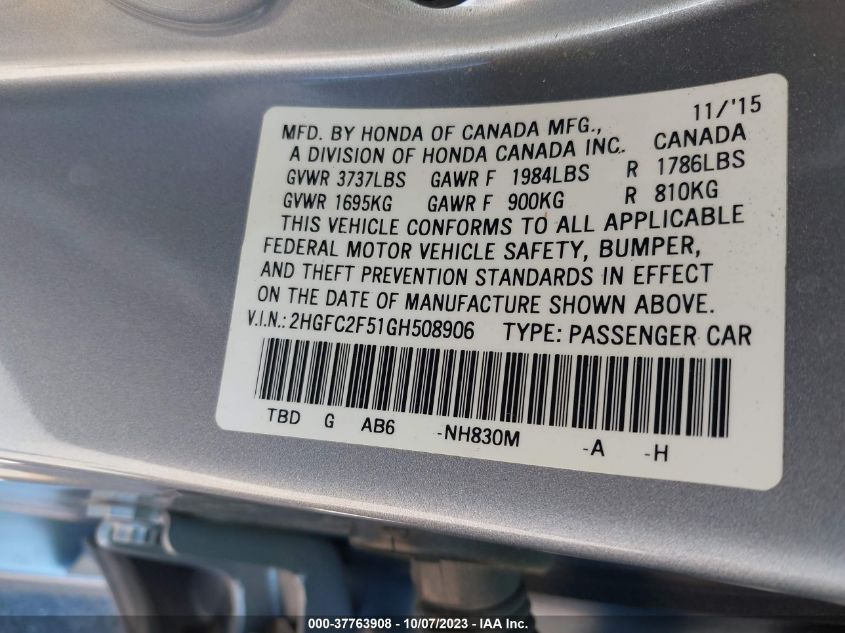 11/'15
MFD. BY HONDA OF CANADA MFG.,
A DIVISION OF HONDA CANADA INC. CANADA
GVWR 3737LBS GAWR F 1984LBS R 1786LBS
GVWR 1695KG GAWR F 900KG R 810KG
THIS VEHICLE CONFORMS TO ALL APPLICABLE
FEDERAL MOTOR VEHICLE SAFETY, BUMPER,
AND THEFT PREVENTION STANDARDS IN EFFECT
ON THE DATE OF MANUFACTURE SHOWN ABOVE.
V.I.N.: 2HGFC2F51GH508906 TYPE: PASSENGER CAR
TBD G AB6 -NH830M -A -H
000-37763908 - 10/07/2023 - IAA Inc.